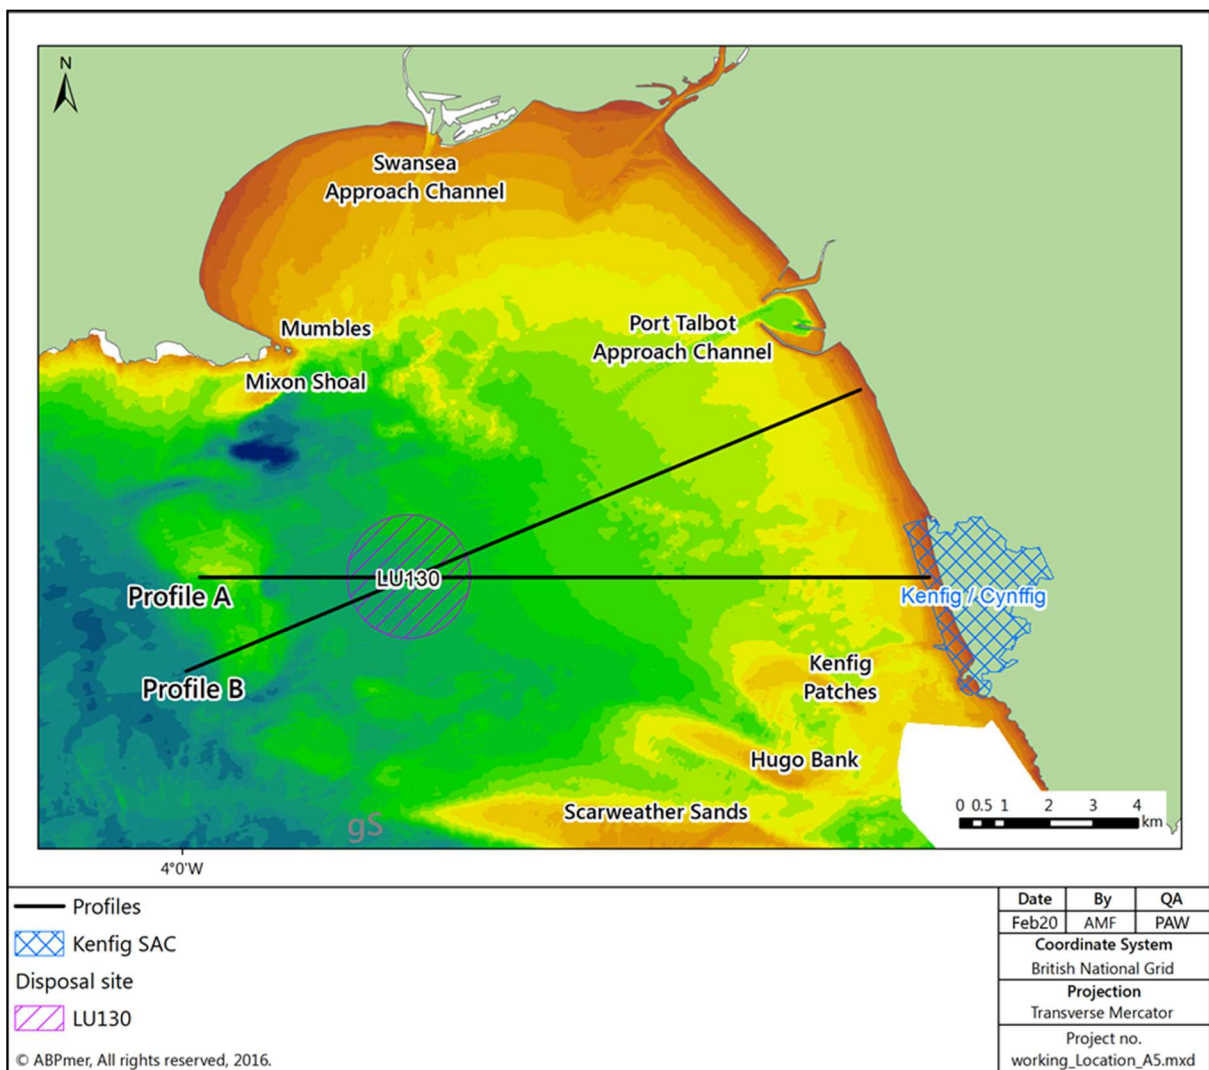 N
Swansea
Approach Channel
Mumbles
Port Talbot
Approach Channel
Mixon Shoal
LU130
Profile A
Kenfig / Cynffig
Profile B
Kenfig
Patches
Hugo Bank
Scarweather Sands
gS
0 0.5 1 2 3 4
km
4°0'W
Profiles
Kenfig SAC
Disposal site
LU130
© ABPmer, All rights reserved, 2016.
Date By QA
Feb20 AMF PAW
Coordinate System
British National Grid
Projection
Transverse Mercator
Project no.
working_Location_A5.mxd